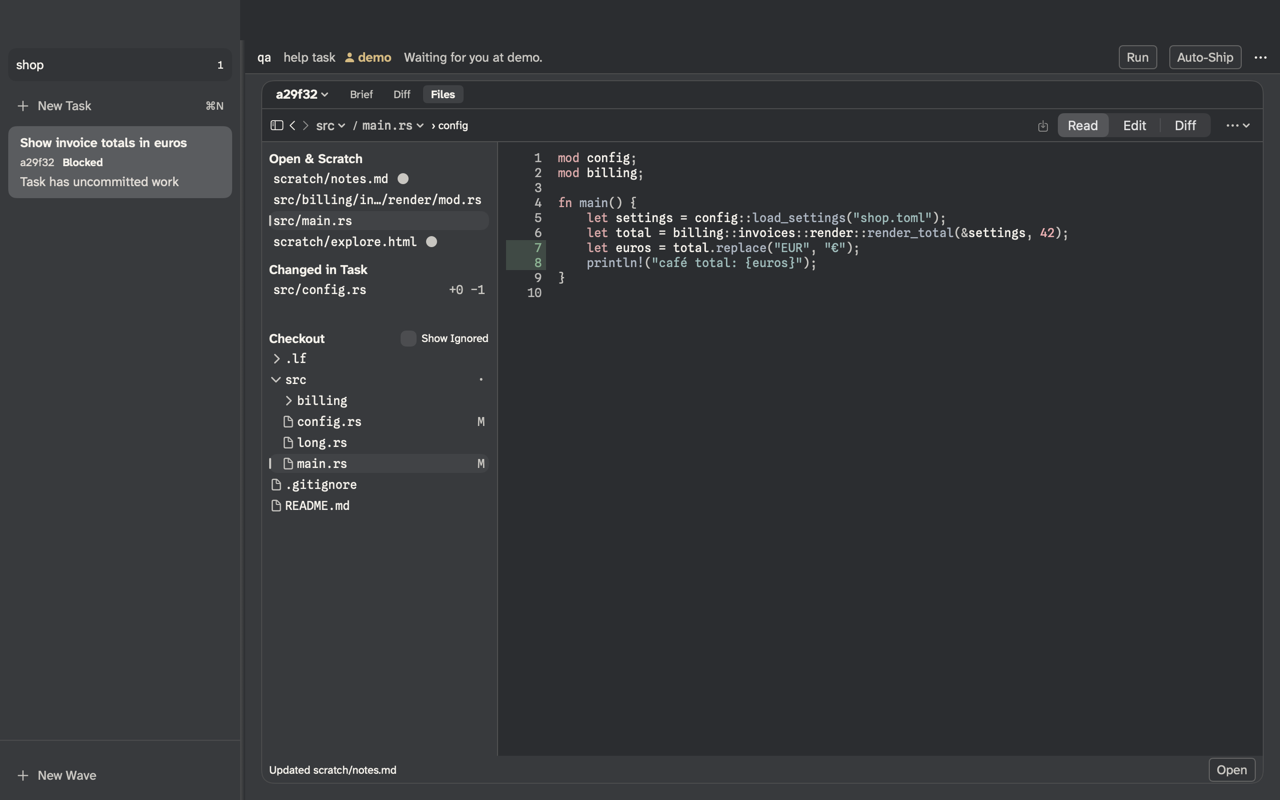 shop 1
New Task ⌘N
Show invoice totals in euros
a29f32 Blocked
Task has uncommitted work
New Wave
qa help task demo Waiting for you at demo.
Run Auto-Ship ···
a29f32 Brief Diff Files
src / main.rs › config
Read Edit Diff ···
Open & Scratch
scratch/notes.md
src/billing/in…/render/mod.rs
src/main.rs
scratch/explore.html
Changed in Task
src/config.rs +0 −1
Checkout Show Ignored
.lf
src ·
billing
config.rs M
long.rs
main.rs M
.gitignore
README.md
1 mod config;
2 mod billing;
3
4 fn main() {
5 let settings = config::load_settings("shop.toml");
6 let total = billing::invoices::render::render_total(&settings, 42);
7 let euros = total.replace("EUR", "€");
8 println!("café total: {euros}");
9 }
10
Updated scratch/notes.md
Open